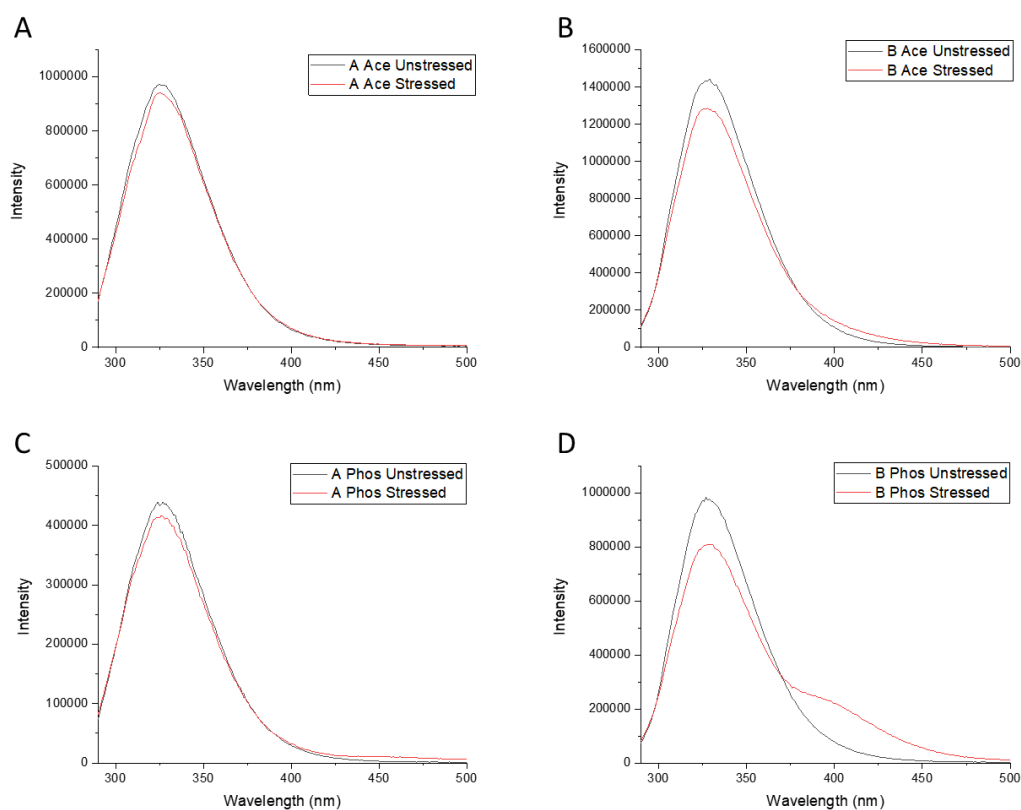 A
A Ace Unstressed
A Ace Stressed
Intensity
1000000
800000
600000
400000
200000
0
300
350
400
450
500
Wavelength (nm)
B
B Ace Unstressed
B Ace Stressed
Intensity
1600000
1400000
1200000
1000000
800000
600000
400000
200000
0
300
350
400
450
500
Wavelength (nm)
C
A Phos Unstressed
A Phos Stressed
Intensity
500000
400000
300000
200000
100000
0
300
350
400
450
500
Wavelength (nm)
D
B Phos Unstressed
B Phos Stressed
Intensity
1000000
800000
600000
400000
200000
0
300
350
400
450
500
Wavelength (nm)